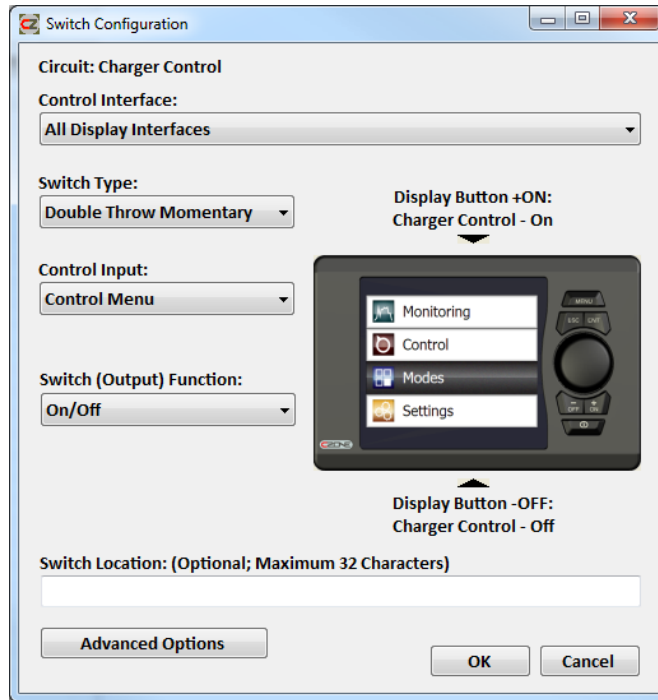 Switch Configuration
Circuit: Charger Control
Control Interface:
All Display Interfaces
Switch Type:
Double Throw Momentary
Display Button +ON:
Charger Control - On
Control Input:
Control Menu
MENU
ESC UNT
Monitoring
Control
Modes
Settings
- OFF + ON
CZONE
Switch (Output) Function:
On/Off
Display Button -OFF:
Charger Control - Off
Switch Location: (Optional; Maximum 32 Characters)
Advanced Options
OK
Cancel